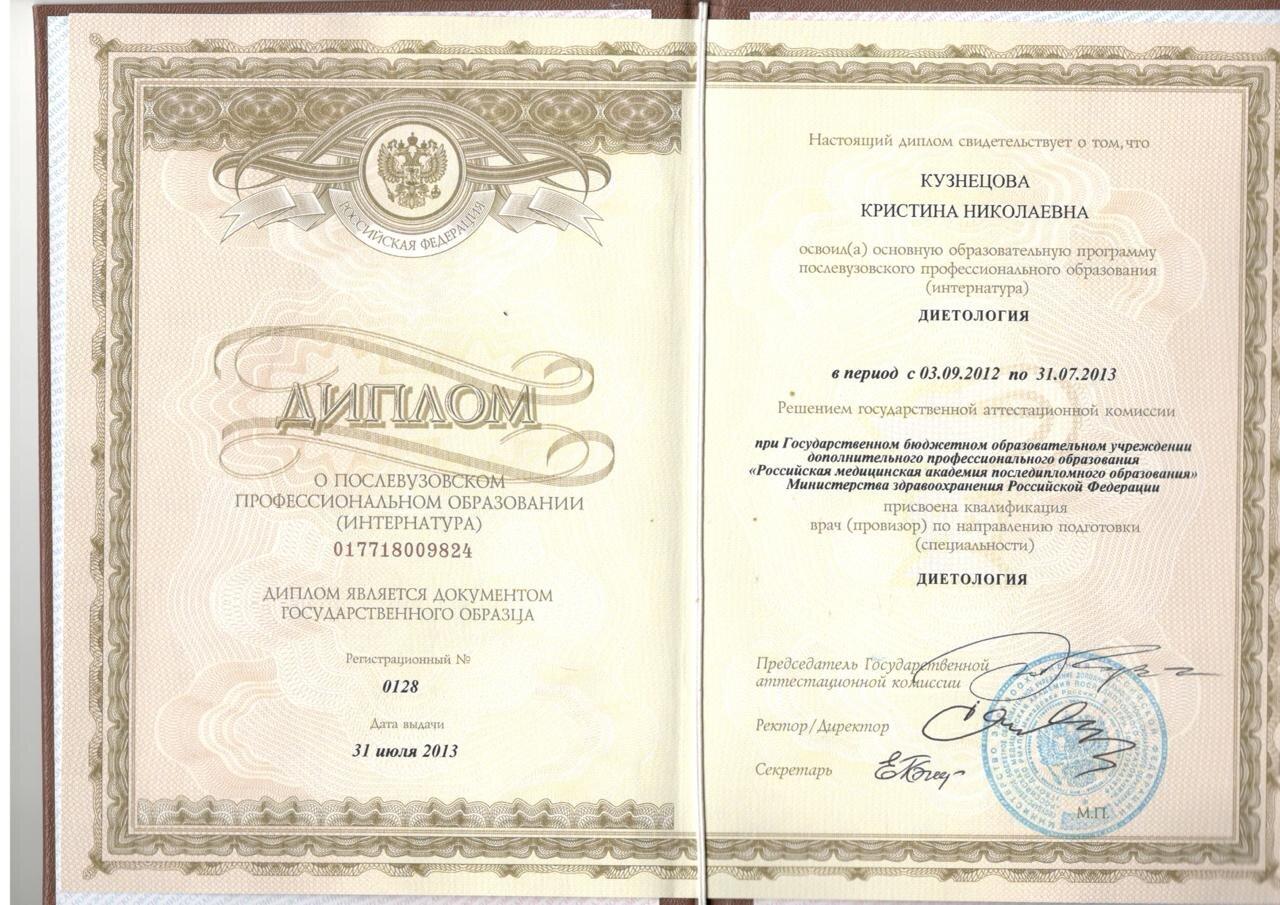 РОССИЙСКАЯ ФЕДЕРАЦИЯ
ДИПЛОМ
О ПОСЛЕВУЗОВСКОМ
ПРОФЕССИОНАЛЬНОМ ОБРАЗОВАНИИ
(ИНТЕРНАТУРА)
017718009824
ДИПЛОМ ЯВЛЯЕТСЯ ДОКУМЕНТОМ
ГОСУДАРСТВЕННОГО ОБРАЗЦА
Регистрационный №
0128
Дата выдачи
31 июля 2013
Настоящий диплом свидетельствует о том, что
КУЗНЕЦОВА
КРИСТИНА НИКОЛАЕВНА
освоил(а) основную образовательную программу
послевузовского профессионального образования
(интернатура)
ДИЕТОЛОГИЯ
в период с 03.09.2012 по 31.07.2013
Решением государственной аттестационной комиссии
при Государственном бюджетном образовательном учреждении
дополнительного профессионального образования
«Российская медицинская академия последипломного образования»
Министерства здравоохранения Российской Федерации
присвоена квалификация
врач (провизор) по направлению подготовки
(специальности)
ДИЕТОЛОГИЯ
Председатель Государственной
аттестационной комиссии
Ректор/Директор
Секретарь
М.П.